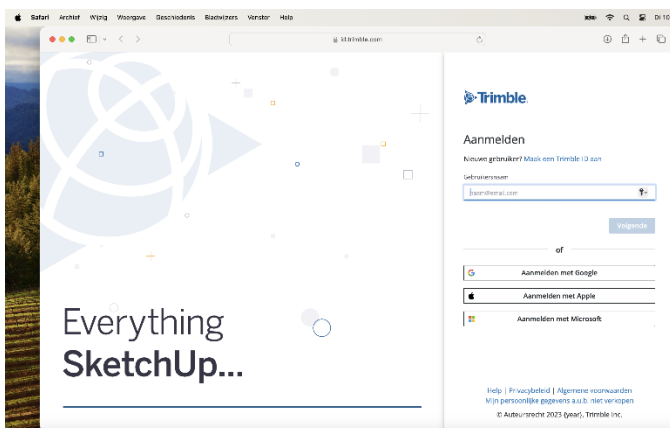 Safari Archief Wijzig Weergave Geschiedenis Bladwijzers Venster Help
Di 10
id.trimble.com
Trimble.
Aanmelden
Nieuwe gebruiker? Maak een Trimble ID aan
Gebruikersnaam
naam@email.com
Volgende
of
Aanmelden met Google
Aanmelden met Apple
Aanmelden met Microsoft
Everything
SketchUp...
Help | Privacybeleid | Algemene voorwaarden
Mijn persoonlijke gegevens a.u.b. niet verkopen
© Auteursrecht 2023 {year}, Trimble Inc.